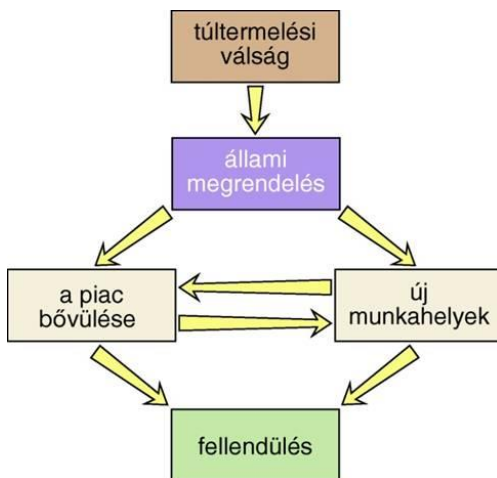 túltermelési
válság
állami
megrendelés
a piac
bővülése
új
munkahelyek
fellendülés